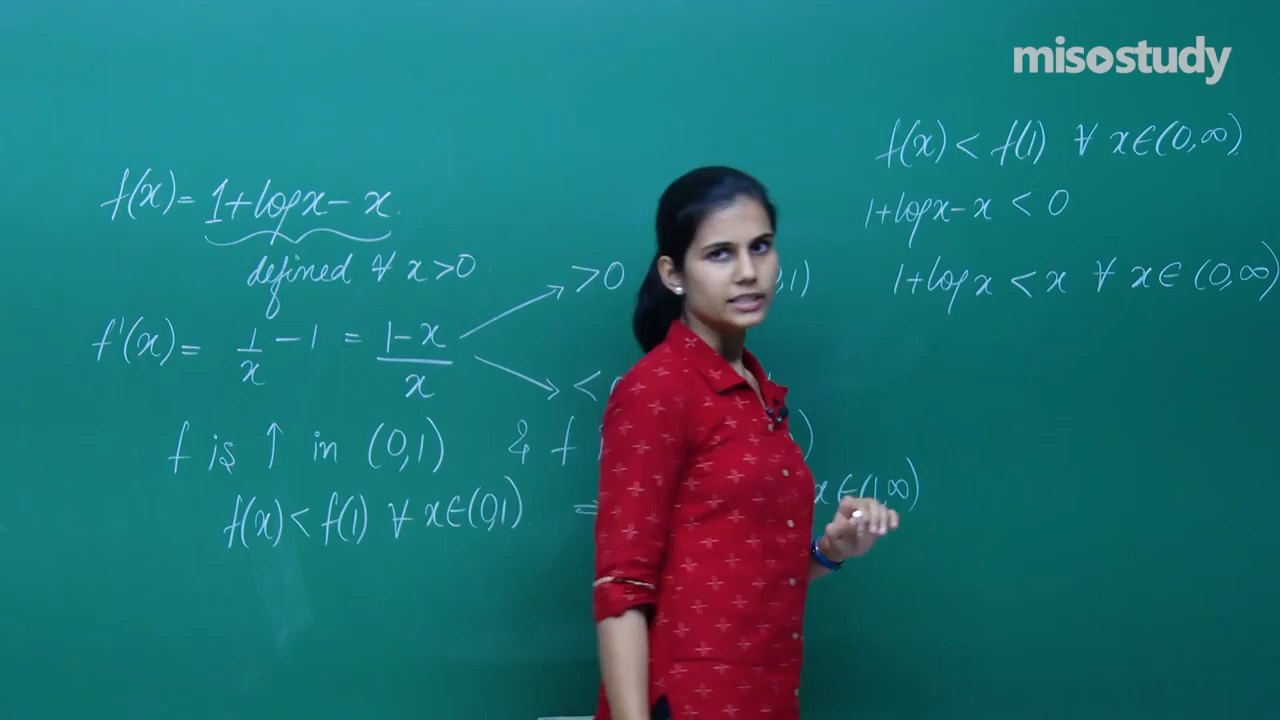 misostudy
f(x) = 1+logx - x.
defined ∀ x>0.
f'(x) = 1/x - 1 = (1-x)/x
>0 ,1)
<
f is ↑ in (0,1) & f )
f(x) < f(1) ∀ x∈(0,1). = x∈(1,∞)
f(x) < f(1) ∀ x∈(0,∞)
1+logx-x < 0
1+logx < x ∀ x∈ (0,∞)